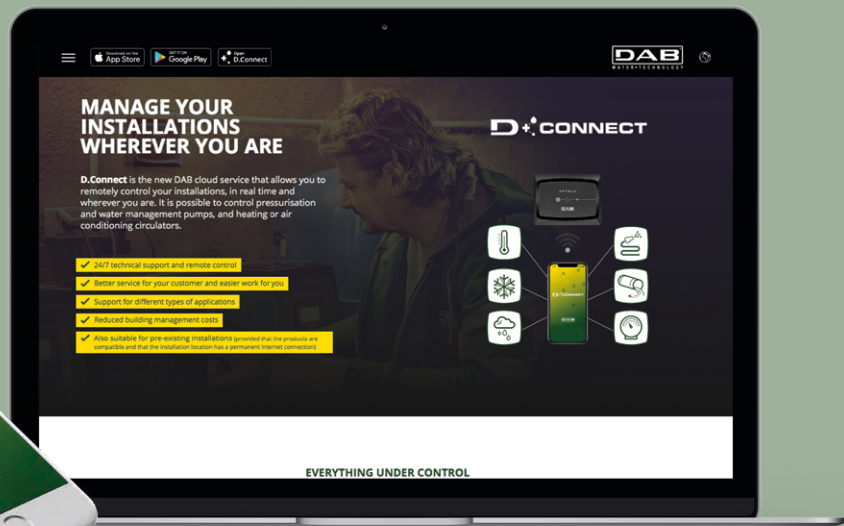 Download on the
App Store
GET IT ON
Google Play
Open
D.Connect
DAB
WATER•TECHNOLOGY
MANAGE YOUR
INSTALLATIONS
WHEREVER YOU ARE
D.Connect is the new DAB cloud service that allows you to
remotely control your installations, in real time and
wherever you are. It is possible to control pressurisation
and water management pumps, and heating or air
conditioning circulators.
24/7 technical support and remote control
Better service for your customer and easier work for you
Support for different types of applications
Reduced building management costs
Also suitable for pre-existing installations (provided that the products are
compatible and that the installation location has a permanent Internet connection)
D CONNECT
DAB
D CONNECT
DAB
EVERYTHING UNDER CONTROL